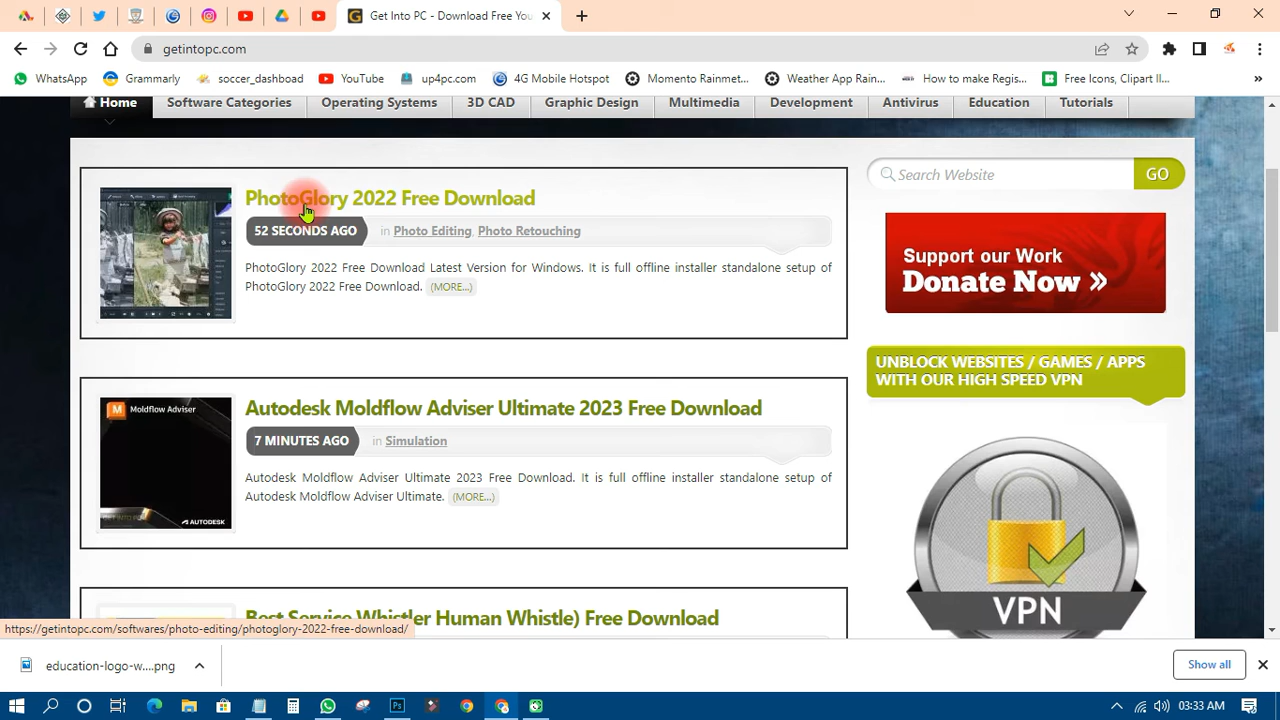 Get Into PC - Download Free You
getintopc.com
WhatsApp
Grammarly
soccer_dashboad
YouTube
up4pc.com
4G Mobile Hotspot
Momento Rainmet...
Weather App Rain...
How to make Regis...
Free Icons, Clipart Il...
Home
Software Categories
Operating Systems
3D CAD
Graphic Design
Multimedia
Development
Antivirus
Education
Tutorials
PhotoGlory 2022 Free Download
52 SECONDS AGO
in Photo Editing, Photo Retouching
PhotoGlory 2022 Free Download Latest Version for Windows. It is full offline installer standalone setup of
PhotoGlory 2022 Free Download. (MORE...)
Search Website
GO
Support our Work
Donate Now »
UNBLOCK WEBSITES / GAMES / APPS
WITH OUR HIGH SPEED VPN
VPN
M Moldflow Adviser
AUTODESK
Autodesk Moldflow Adviser Ultimate 2023 Free Download
7 MINUTES AGO
in Simulation
Autodesk Moldflow Adviser Ultimate 2023 Free Download. It is full offline installer standalone setup of
Autodesk Moldflow Adviser Ultimate. (MORE...)
Best Service Whistler Human Whistle) Free Download
https://getintopc.com/softwares/photo-editing/photoglory-2022-free-download/
education-logo-w....png
Show all
Ps
03:33 AM